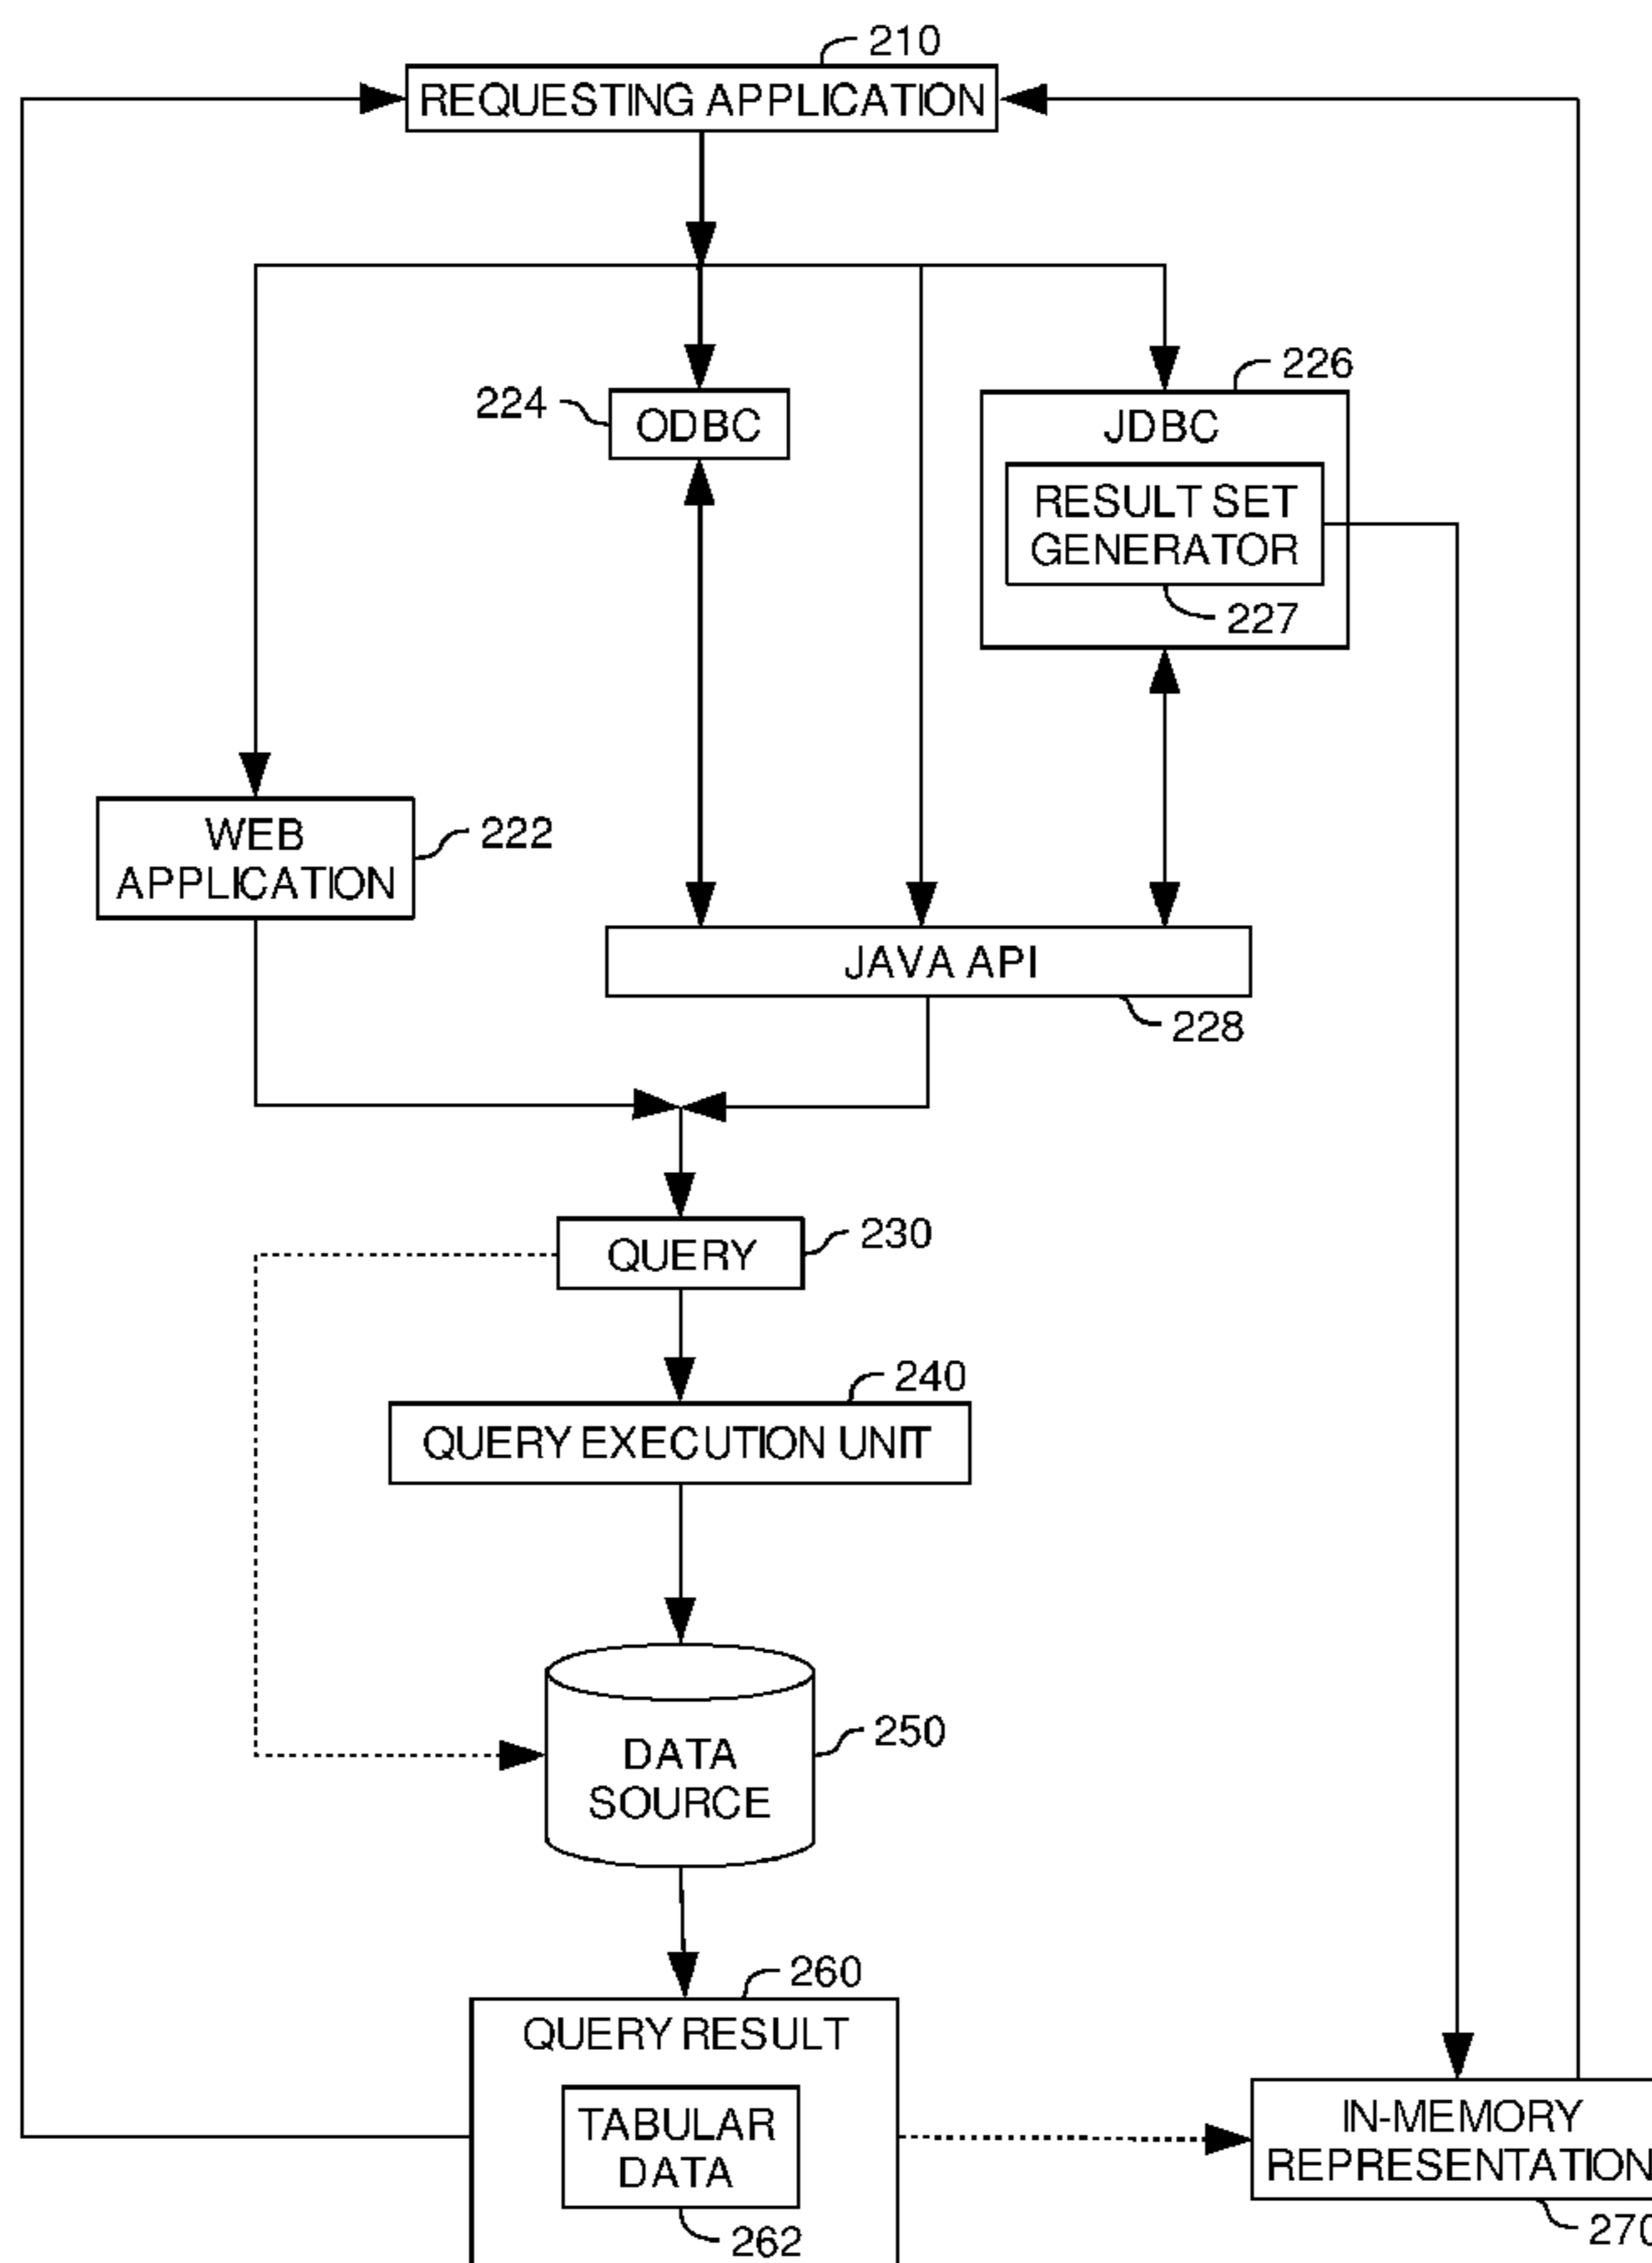 210
REQUESTING APPLICATION
226
224
ODBC
JDBC
RESULT SET
GENERATOR
227
WEB
APPLICATION
222
JAVA API
228
QUERY
230
240
QUERY EXECUTION UNIT
250
DATA
SOURCE
260
QUERY RESULT
TABULAR
DATA
262
IN-MEMORY
REPRESENTATION
270